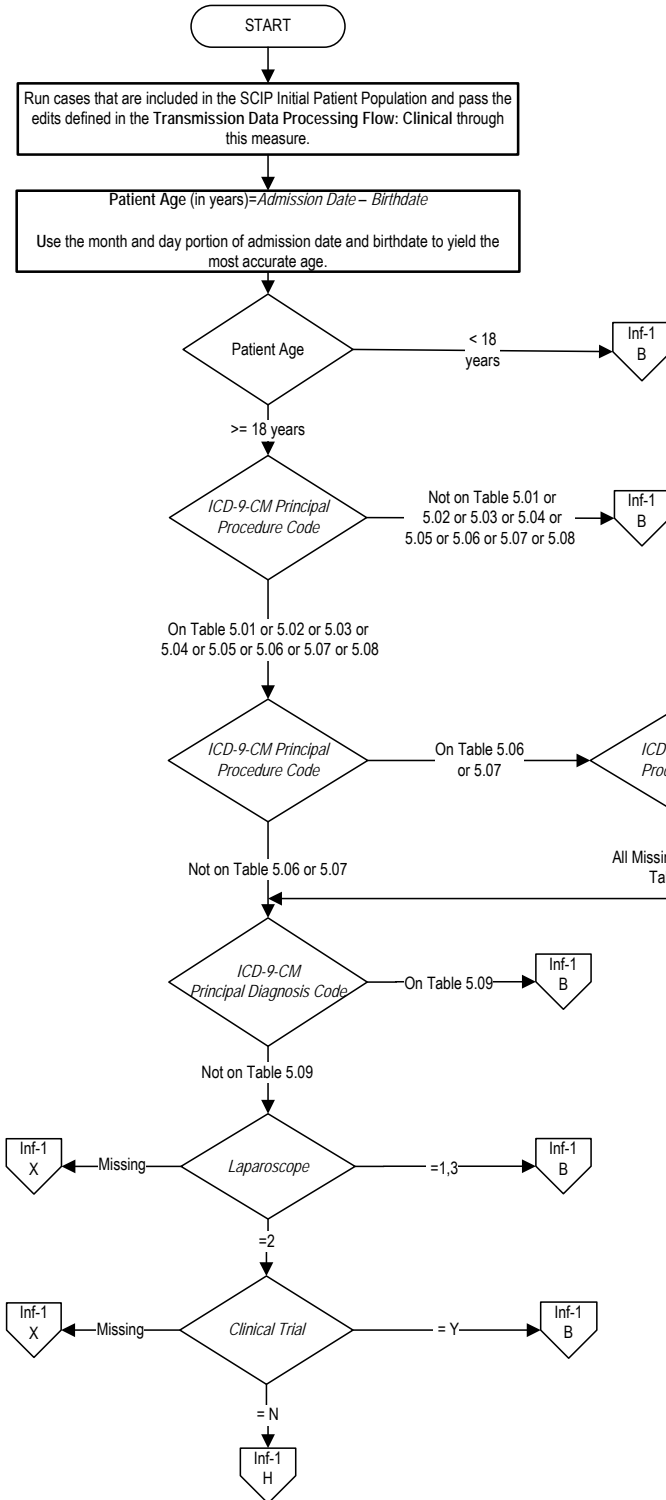 START
Run cases that are included in the SCIP Initial Patient Population and pass the
edits defined in the Transmission Data Processing Flow: Clinical through
this measure.
Patient Age (in years)=Admission Date – Birthdate
Use the month and day portion of admission date and birthdate to yield the
most accurate age.
Patient Age
< 18
years
Inf-1
B
>= 18 years
ICD-9-CM Principal
Procedure Code
Not on Table 5.01 or
5.02 or 5.03 or 5.04 or
5.05 or 5.06 or 5.07 or 5.08
Inf-1
B
On Table 5.01 or 5.02 or 5.03 or
5.04 or 5.05 or 5.06 or 5.07 or 5.08
ICD-9-CM Principal
Procedure Code
On Table 5.06
or 5.07
Not on Table 5.06 or 5.07
All
ICD-9-CM
Principal Diagnosis Code
On Table 5.09
Inf-1
B
Not on Table 5.09
Inf-1
X
Missing
Laparoscope
=1,3
Inf-1
B
=2
Inf-1
X
Missing
Clinical Trial
= Y
Inf-1
B
= N
Inf-1
H